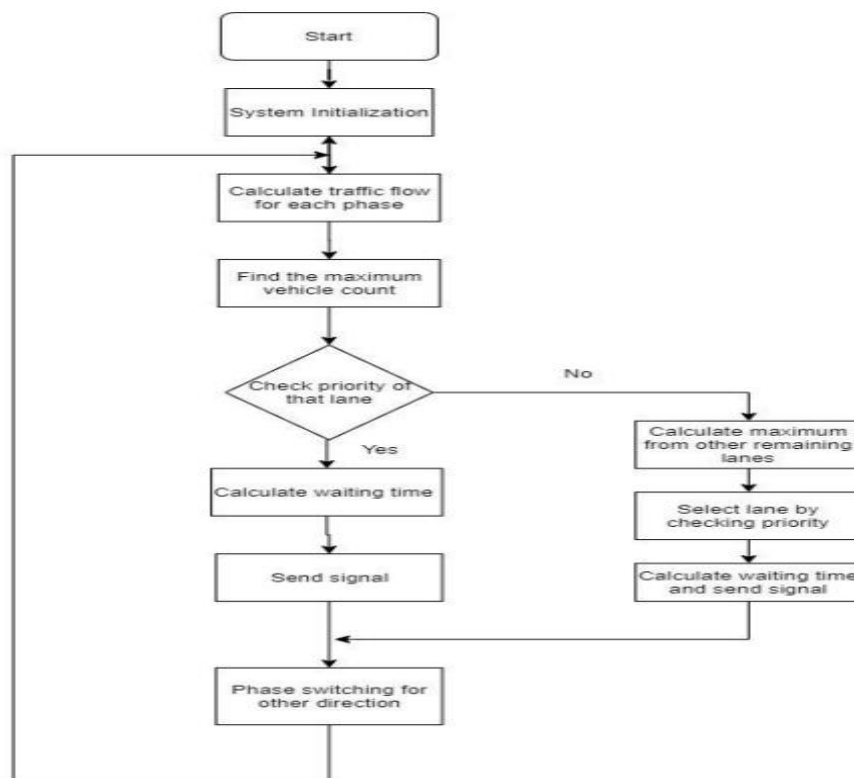 Start
System Initialization
Calculate traffic flow
for each phase
Find the maximum
vehicle count
Check priority of
that lane
No
Yes
Calculate maximum
from other remaining
lanes
Calculate waiting time
Select lane by
checking priority
Send signal
Calculate waiting time
and send signal
Phase switching for
other direction